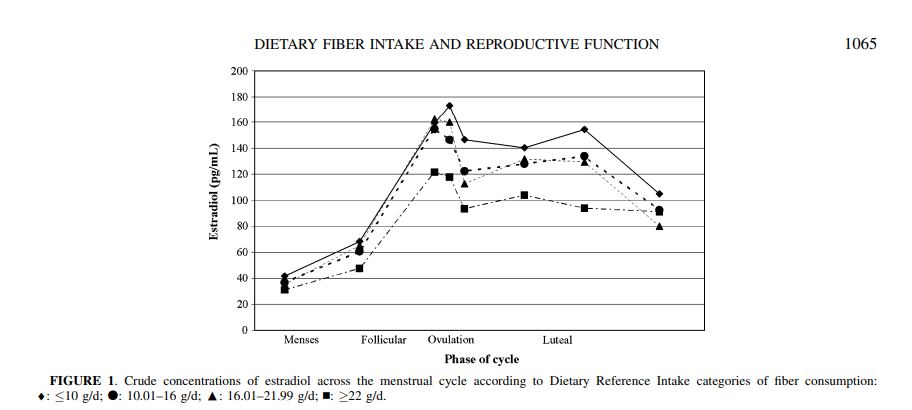 DIETARY FIBER INTAKE AND REPRODUCTIVE FUNCTION 1065
200
180
160
140
120
100
80
60
40
20
0
Estradiol (pg/mL)
Menses Follicular Ovulation Luteal
Phase of cycle
FIGURE 1. Crude concentrations of estradiol across the menstrual cycle according to Dietary Reference Intake categories of fiber consumption:
♦: ≤10 g/d; ●: 10.01–16 g/d; ▲: 16.01–21.99 g/d; ■: ≥22 g/d.